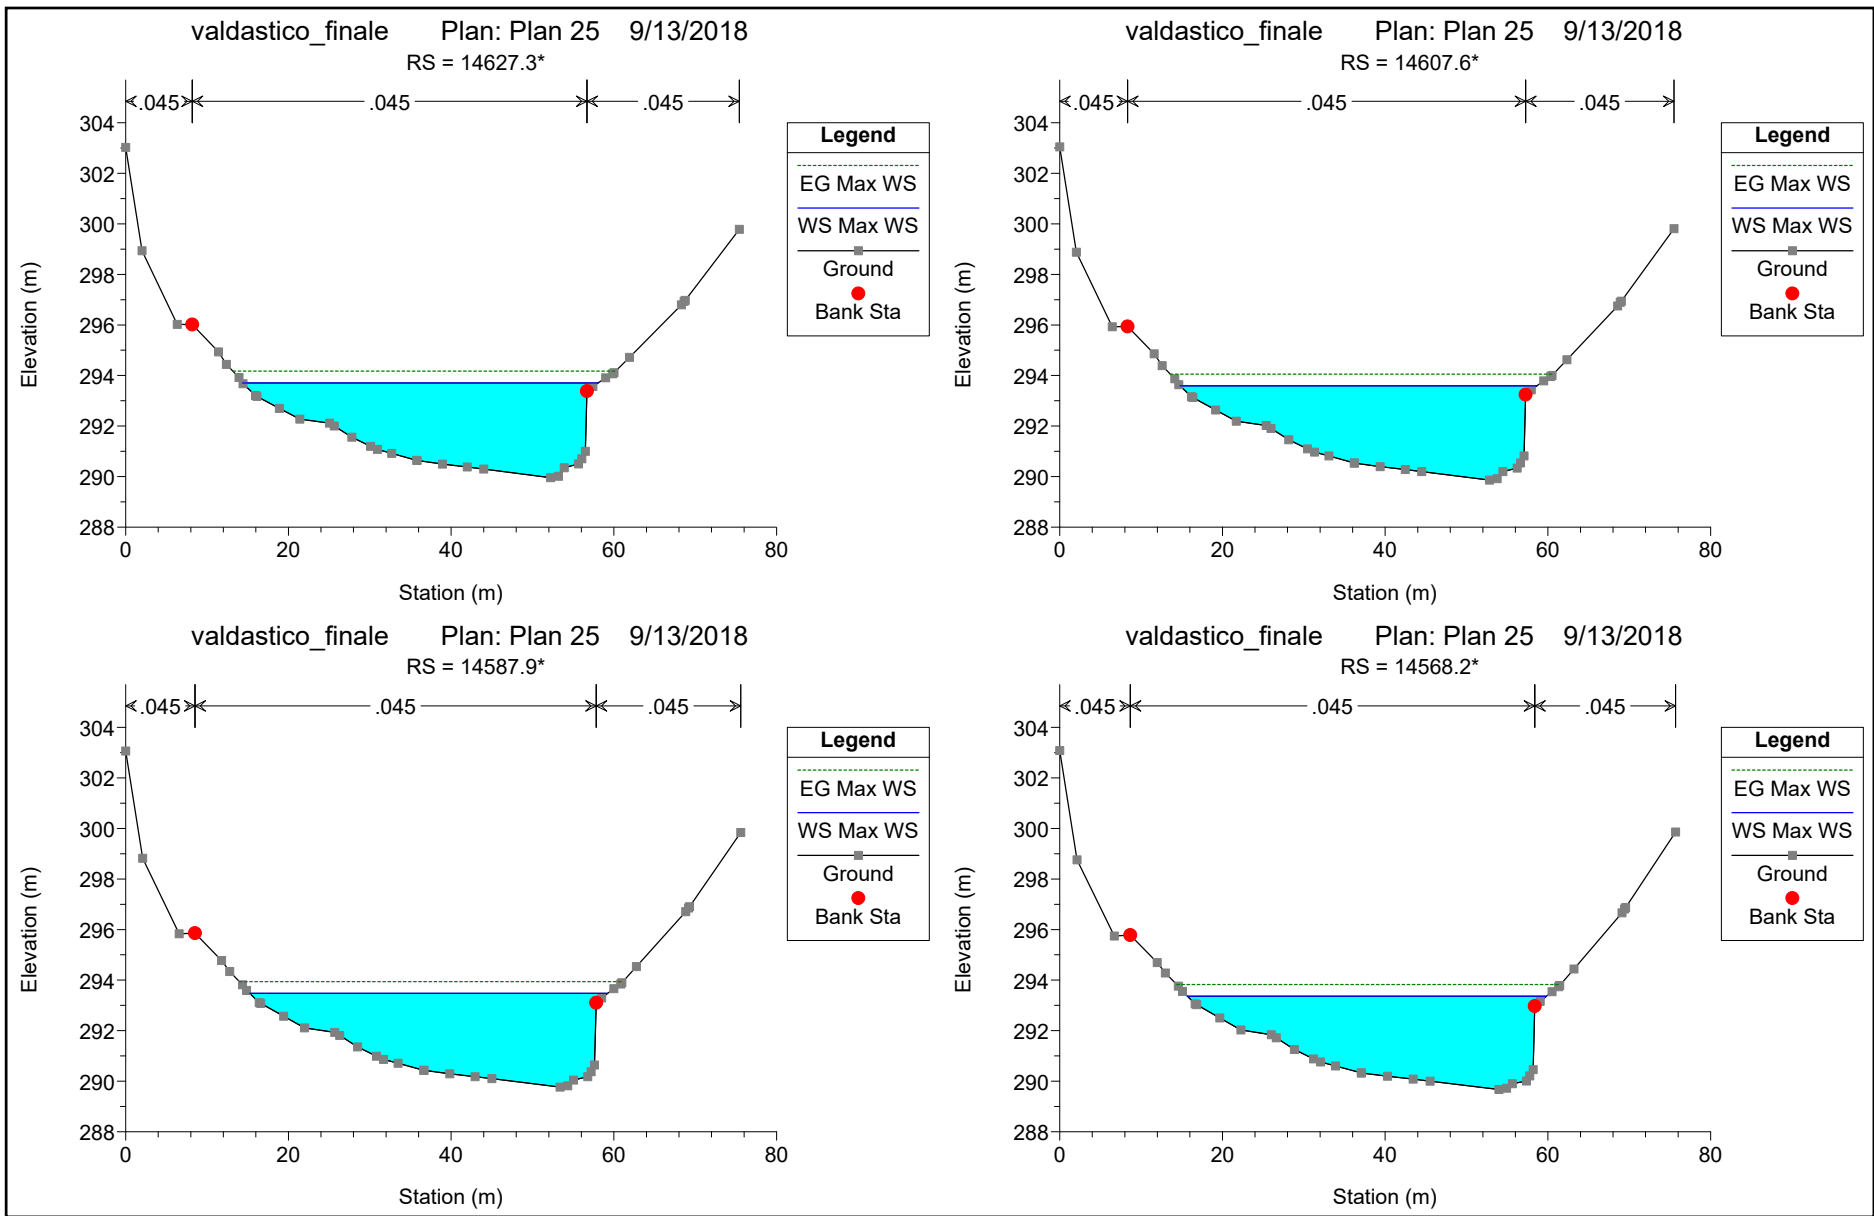 valdastico_finale Plan: Plan 25 9/13/2018
RS = 14627.3*
.045 .045 .045
304
302
300
298
296
294
292
290
288
Elevation (m)
0 20 40 60 80
Station (m)
Legend
EG Max WS
WS Max WS
Ground
Bank Sta
valdastico_finale Plan: Plan 25 9/13/2018
RS = 14607.6*
.045 .045 .045
304
302
300
298
296
294
292
290
288
Elevation (m)
0 20 40 60 80
Station (m)
Legend
EG Max WS
WS Max WS
Ground
Bank Sta
valdastico_finale Plan: Plan 25 9/13/2018
RS = 14587.9*
.045 .045 .045
304
302
300
298
296
294
292
290
288
Elevation (m)
0 20 40 60 80
Station (m)
Legend
EG Max WS
WS Max WS
Ground
Bank Sta
valdastico_finale Plan: Plan 25 9/13/2018
RS = 14568.2*
.045 .045 .045
304
302
300
298
296
294
292
290
288
Elevation (m)
0 20 40 60 80
Station (m)
Legend
EG Max WS
WS Max WS
Ground
Bank Sta